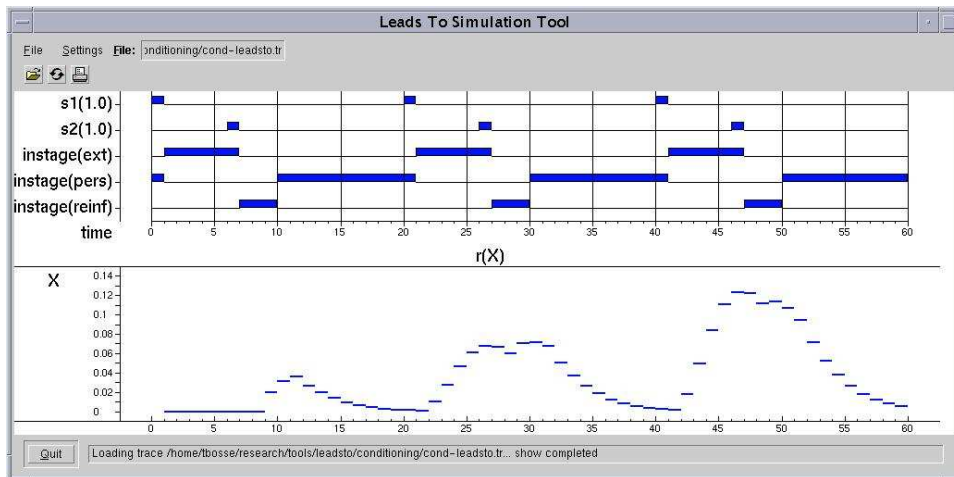 Leads To Simulation Tool
File Settings File: onditioning/cond-leadsto.tr
s1(1.0)
s2(1.0)
instage(ext)
instage(pers)
instage(reinf)
time
0 5 10 15 20 25 30 35 40 45 50 55 60
r(X)
X
0.14
0.12
0.10
0.08
0.06
0.04
0.02
0
0 5 10 15 20 25 30 35 40 45 50 55 60
Quit Loading trace /home/tbosse/research/tools/leadsto/conditioning/cond-leadsto.tr... show completed